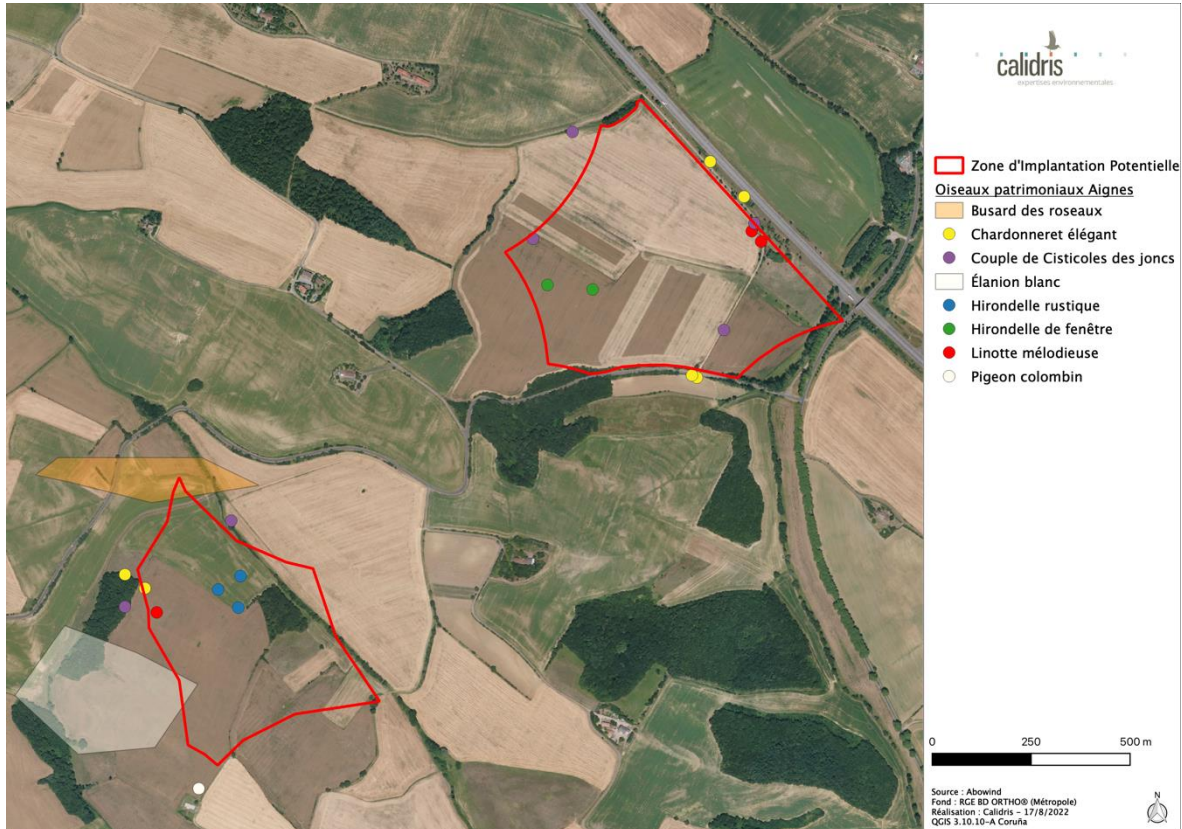 calidris
expertises environnementales
Zone d'Implantation Potentielle
Oiseaux patrimoniaux Aignes
Busard des roseaux
Chardonneret élégant
Couple de Cisticoles des joncs
Élanion blanc
Hirondelle rustique
Hirondelle de fenêtre
Linotte mélodieuse
Pigeon colombin
0 250 500 m
Source : Abowind
Fond : RGE BD ORTHO® (Métropole)
Réalisation : Calidris - 17/8/2022
QGIS 3.10.10-A Coruña
N